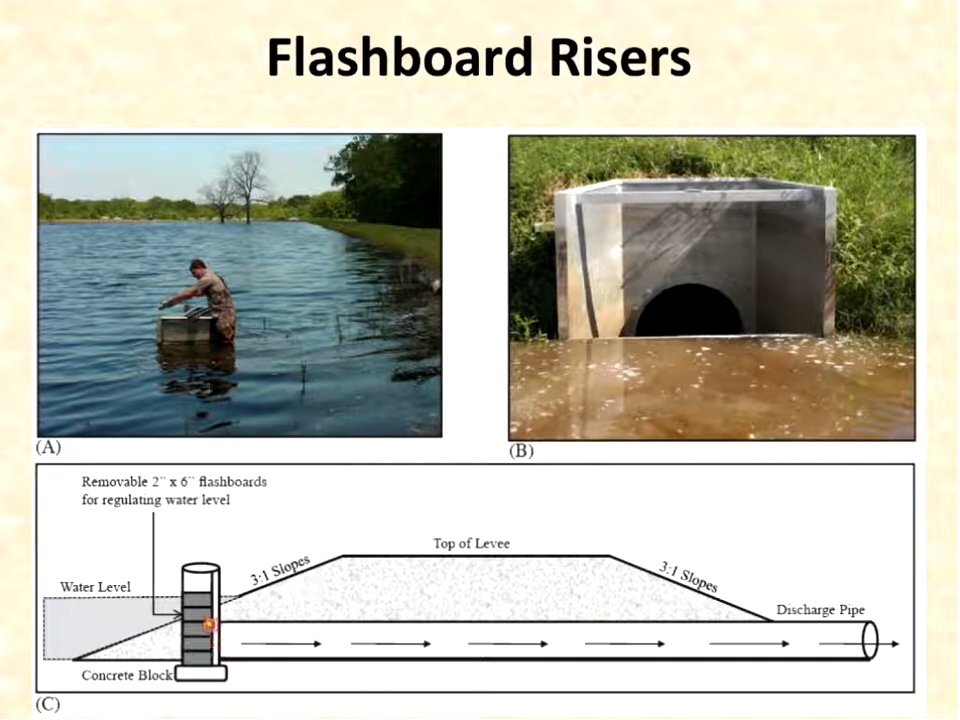 Flashboard Risers
(A)
(B)
Removable 2¨ x 6¨ flashboards
for regulating water level
Top of Levee
3:1 Slopes
3:1 Slopes
Water Level
Discharge Pipe
Concrete Block
(C)